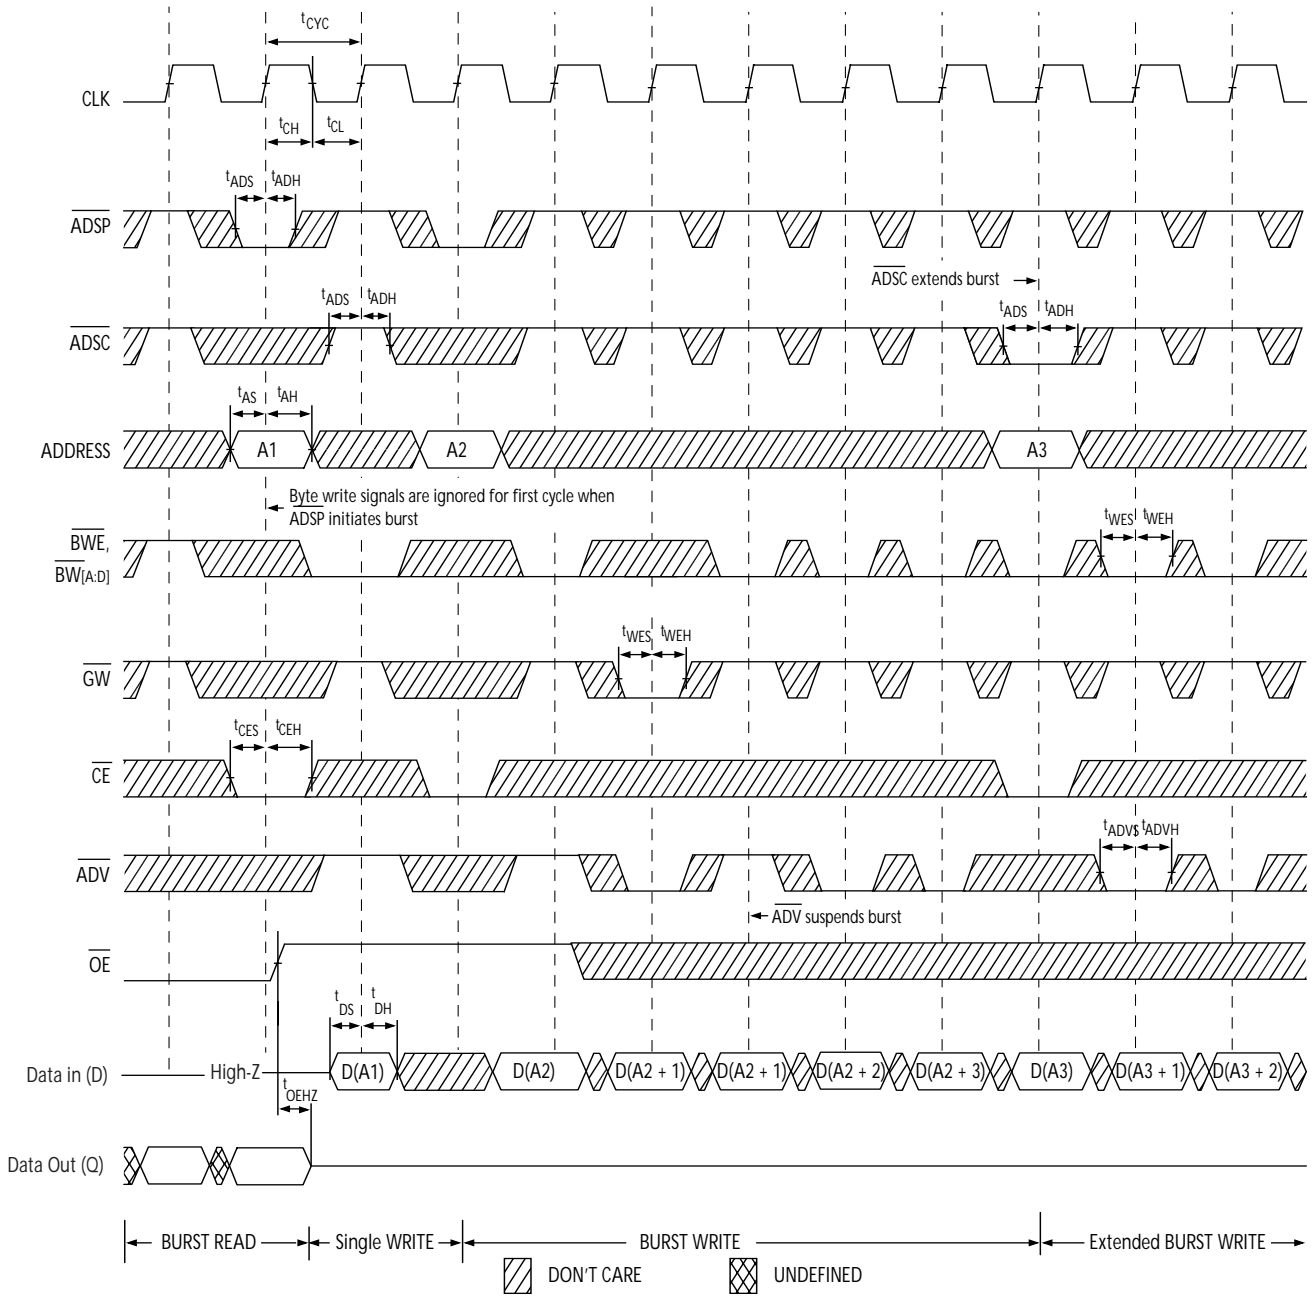 tCYC
CLK
tCH tCL
tADS tADH
ADSP
ADSC extends burst
tADS tADH
tADS tADH
ADSC
tAS tAH
ADDRESS A1 A2 A3
Byte write signals are ignored for first cycle when
ADSP initiates burst
tWES tWEH
BWE,
BW[A:D]
tWES tWEH
GW
tCES tCEH
CE
tADVS tADVH
ADV
ADV suspends burst
OE
tDS tDH
Data in (D) High-Z D(A1) D(A2) D(A2 + 1) D(A2 + 1) D(A2 + 2) D(A2 + 3) D(A3) D(A3 + 1) D(A3 + 2)
tOEHZ
Data Out (Q)
BURST READ Single WRITE BURST WRITE Extended BURST WRITE
DON'T CARE UNDEFINED